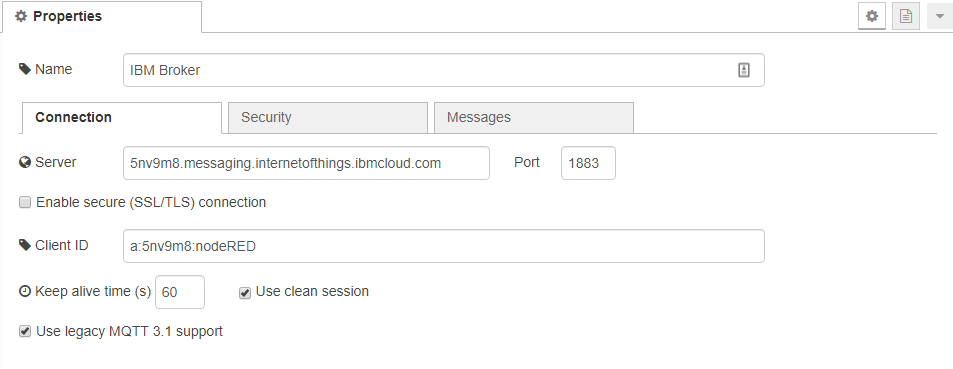 Properties
Name IBM Broker
Connection Security Messages
Server 5nv9m8.messaging.internetofthings.ibmcloud.com Port 1883
Enable secure (SSL/TLS) connection
Client ID a:5nv9m8:nodeRED
Keep alive time (s) 60 Use clean session
Use legacy MQTT 3.1 support